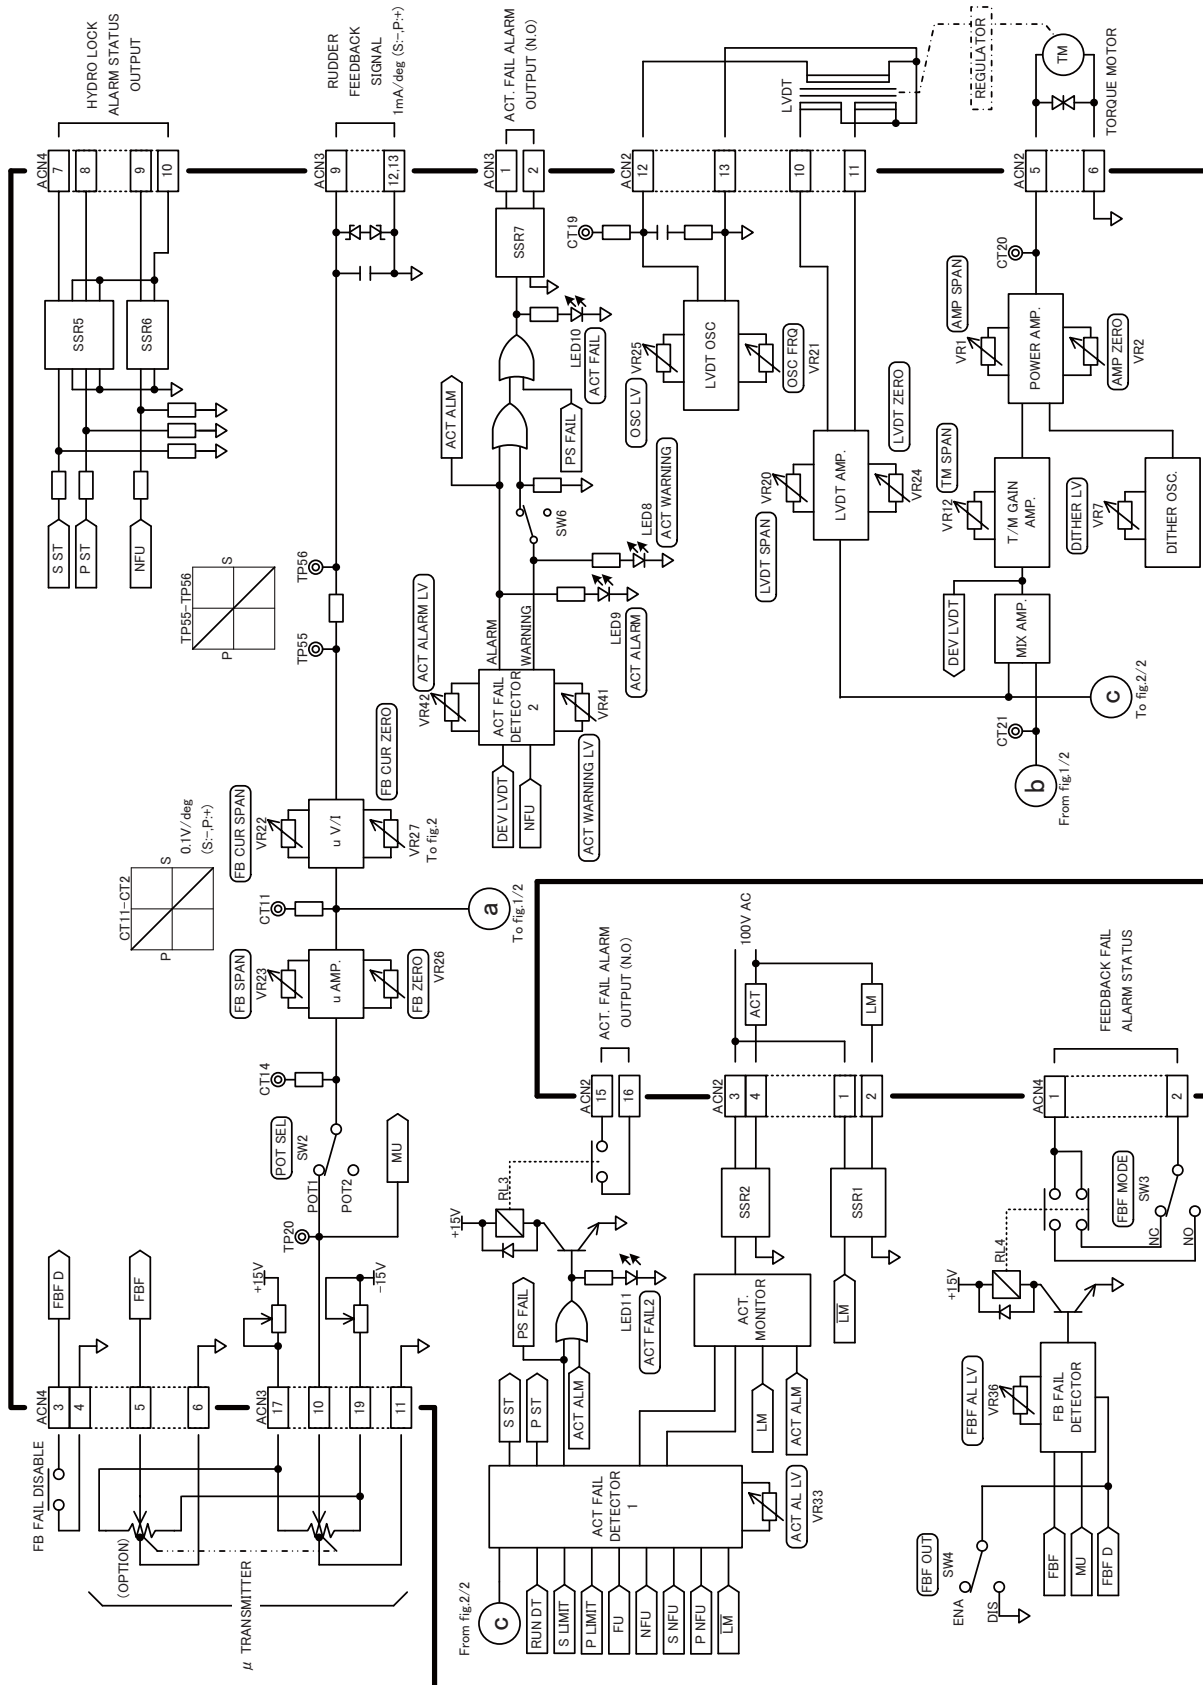 HYDRO LOCK
ALARM STATUS
OUTPUT
ACN4
7
8
9
10
SSR5
SSR6
S ST
P ST
NFU
RUDDER
FEEDBACK
SIGNAL
1mA/deg (S:-,P:+)
ACN3
9
12,13
TP56
TP55
TP55-TP56
S
P
FB CUR SPAN
VR22
u V/I
VR27
FB CUR ZERO
To fig.2
CT11-CT2
0.1V/deg
(S:-,P:+)
S
P
CT11
a
To fig.1/2
FB SPAN
VR23
u AMP.
VR26
FB ZERO
CT14
POT SEL
SW2
POT1
POT2
MU
TP20
FBF D
FBF
+15V
-15V
ACN4
3
4
5
6
ACN3
17
10
19
11
FB FAIL DISABLE
(OPTION)
μ TRANSMITTER
ACT. FAIL ALARM
OUTPUT (N.O)
ACN3
1
2
SSR7
LED10
ACT FAIL
ACT ALM
PS FAIL
SW6
LED8
ACT WARNING
LED9
ACT ALARM
ALARM
WARNING
ACT ALARM LV
VR42
ACT FAIL
DETECTOR
2
VR41
ACT WARNING LV
DEV LVDT
NFU
REGULATOR
LVDT
ACN2
12
13
10
11
CT19
OSC LV
VR25
LVDT OSC
OSC FRQ
VR21
LVDT SPAN
VR20
LVDT AMP.
VR24
LVDT ZERO
TM
TORQUE MOTOR
ACN2
5
6
CT20
AMP SPAN
VR1
POWER AMP.
AMP ZERO
VR2
TM SPAN
VR12
T/M GAIN
AMP.
DITHER LV
VR7
DITHER OSC.
DEV LVDT
MIX AMP.
CT21
b
From fig.1/2
c
To fig.2/2
ACT. FAIL ALARM
OUTPUT (N.O)
ACN2
15
16
RL3
+15V
PS FAIL
LED11
ACT FAIL2
ACT ALM
S ST
P ST
100V AC
ACT
LM
ACN2
3
4
1
2
SSR2
SSR1
ACT.
MONITOR
LM
LM
ACT ALM
ACT FAIL
DETECTOR
1
ACT AL LV
VR33
From fig.2/2
c
RUN DT
S LIMIT
P LIMIT
FU
NFU
S NFU
P NFU
LM
FEEDBACK FAIL
ALARM STATUS
ACN4
1
2
FBF MODE
SW3
NC
NO
RL4
+15V
FBF AL LV
VR36
FB FAIL
DETECTOR
FBF OUT
SW4
ENA
DIS
FBF
MU
FBF D